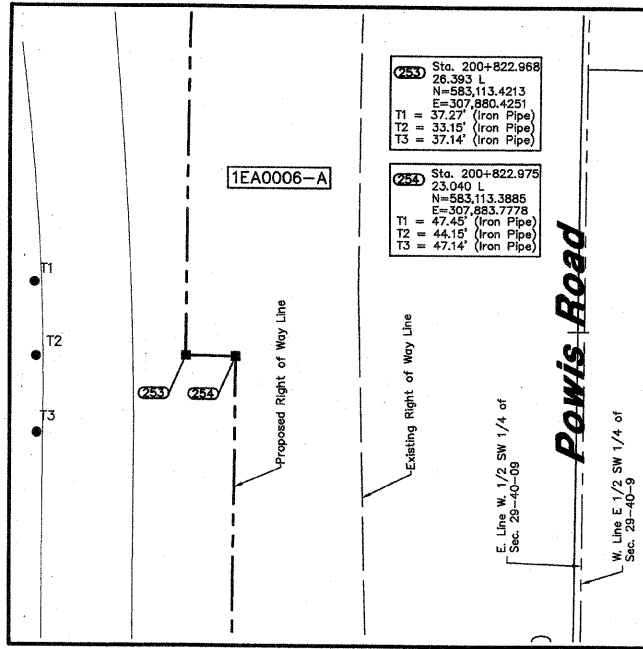 253 Sta. 200+822.968
26.393 L
N=583,113.4213
E=307,880.4251
T1 = 37.27' (Iron Pipe)
T2 = 33.15' (Iron Pipe)
T3 = 37.14' (Iron Pipe)
254 Sta. 200+822.975
23.040 L
N=583,113.3885
E=307,883.7778
T1 = 47.45' (Iron Pipe)
T2 = 44.15' (Iron Pipe)
T3 = 47.14' (Iron Pipe)
1EA0006-A
T1
T2
T3
253
254
Proposed Right of Way Line
Existing Right of Way Line
Powis Road
E. Line W. 1/2 SW 1/4 of
Sec. 29-40-09
W. Line E 1/2 SW 1/4 of
Sec. 29-40-9